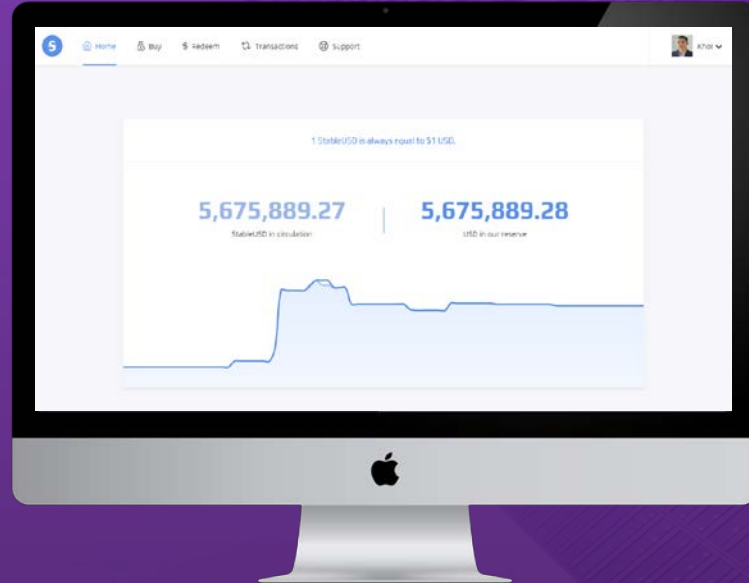 S Home Buy $ Redeem Transactions Support Khoi
1 StableUSD is always equal to $1 USD.
5,675,889.27 5,675,889.28
StableUSD in circulation USD in our reserve